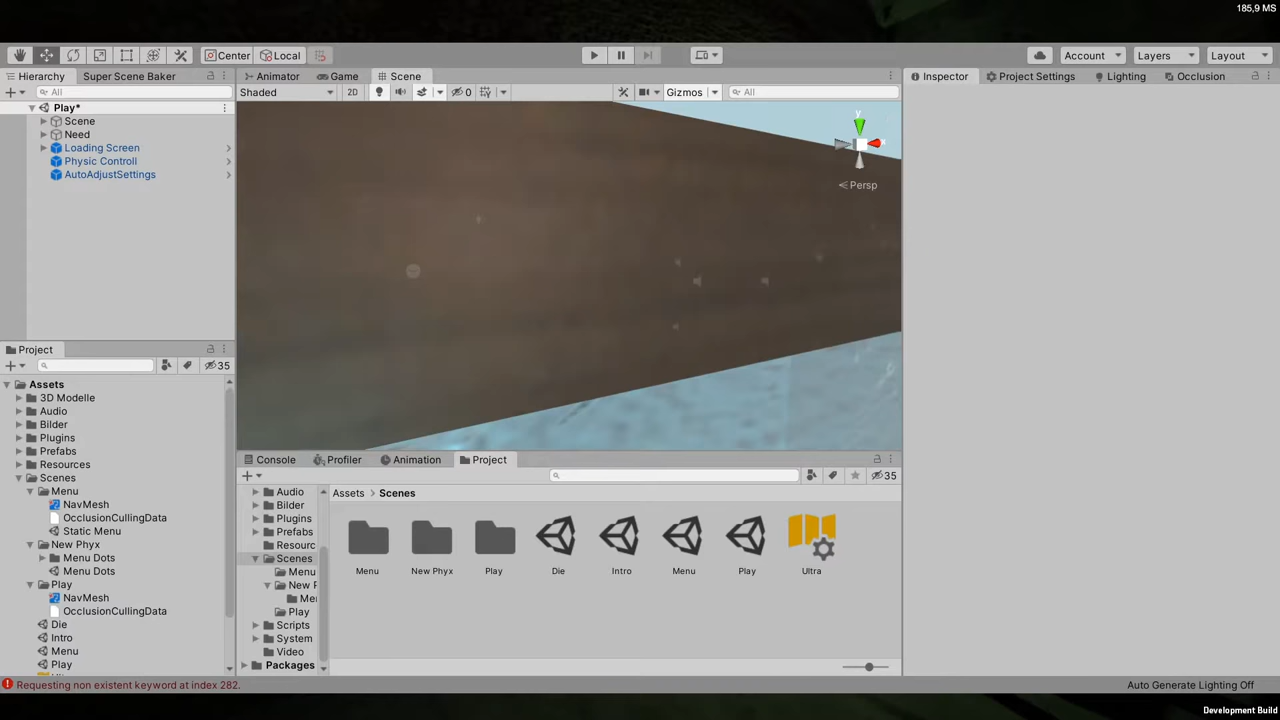 185,9 MS
Center
Local
Account
Layers
Layout
Hierarchy
Super Scene Baker
All
Play*
Scene
Need
Loading Screen
Physic Controll
AutoAdjustSettings
Animator
Game
Scene
Shaded
2D
0
Gizmos
All
y
Persp
Inspector
Project Settings
Lighting
Occlusion
Project
35
Assets
3D Modelle
Audio
Bilder
Plugins
Prefabs
Resources
Scenes
Menu
NavMesh
OcclusionCullingData
Static Menu
New Phyx
Menu Dots
Menu Dots
Play
NavMesh
OcclusionCullingData
Die
Intro
Menu
Play
Console
Profiler
Animation
Project
35
Audio
Bilder
Plugins
Prefabs
Resourc
Scenes
Menu
New F
Me
Play
Scripts
System
Video
Packages
Assets > Scenes
Menu
New Phyx
Play
Die
Intro
Menu
Play
Ultra
Requesting non existent keyword at index 282.
Auto Generate Lighting Off
Development Build